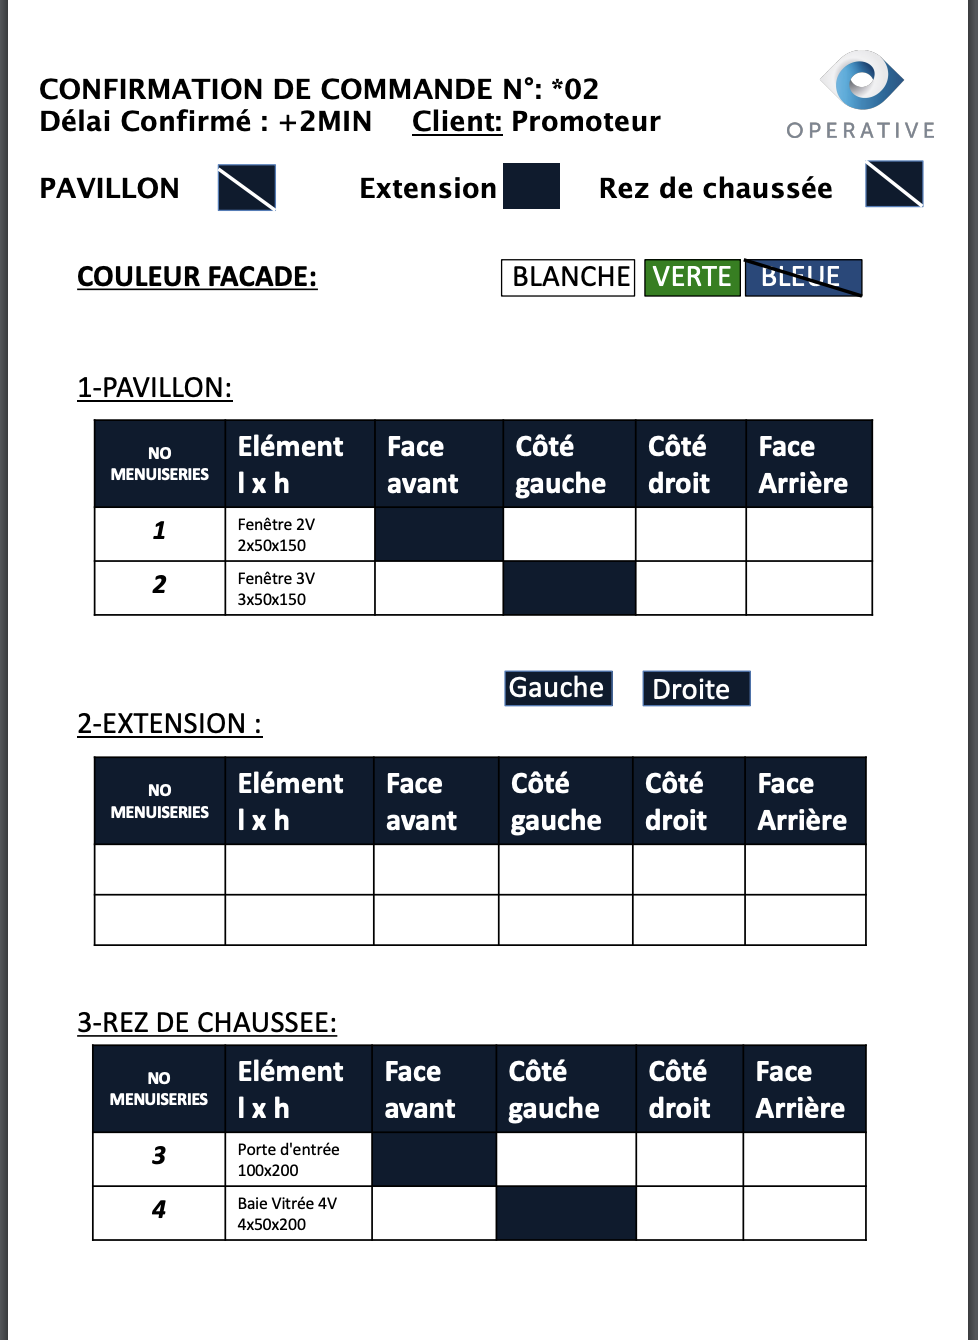 CONFIRMATION DE COMMANDE N°: *02
Délai Confirmé : +2MIN Client: Promoteur
OPERATIVE
PAVILLON Extension Rez de chaussée
COULEUR FACADE: BLANCHE VERTE BLEUE
1-PAVILLON:
NO MENUISERIES
Elément l x h
Face avant
Côté gauche
Côté droit
Face Arrière
1
Fenêtre 2V
2x50x150
2
Fenêtre 3V
3x50x150
Gauche Droite
2-EXTENSION :
NO MENUISERIES
Elément l x h
Face avant
Côté gauche
Côté droit
Face Arrière
3-REZ DE CHAUSSEE:
NO MENUISERIES
Elément l x h
Face avant
Côté gauche
Côté droit
Face Arrière
3
Porte d'entrée
100x200
4
Baie Vitrée 4V
4x50x200